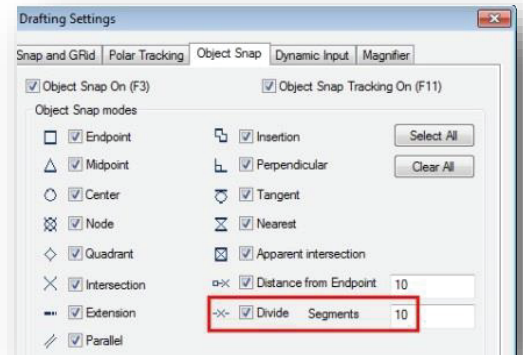 Drafting Settings
Snap and GRid Polar Tracking Object Snap Dynamic Input Magnifier
Object Snap On (F3) Object Snap Tracking On (F11)
Object Snap modes
Endpoint Insertion Select All
Midpoint Perpendicular Clear All
Center Tangent
Node Nearest
Quadrant Apparent intersection
Intersection Distance from Endpoint 10
Extension Divide Segments 10
Parallel